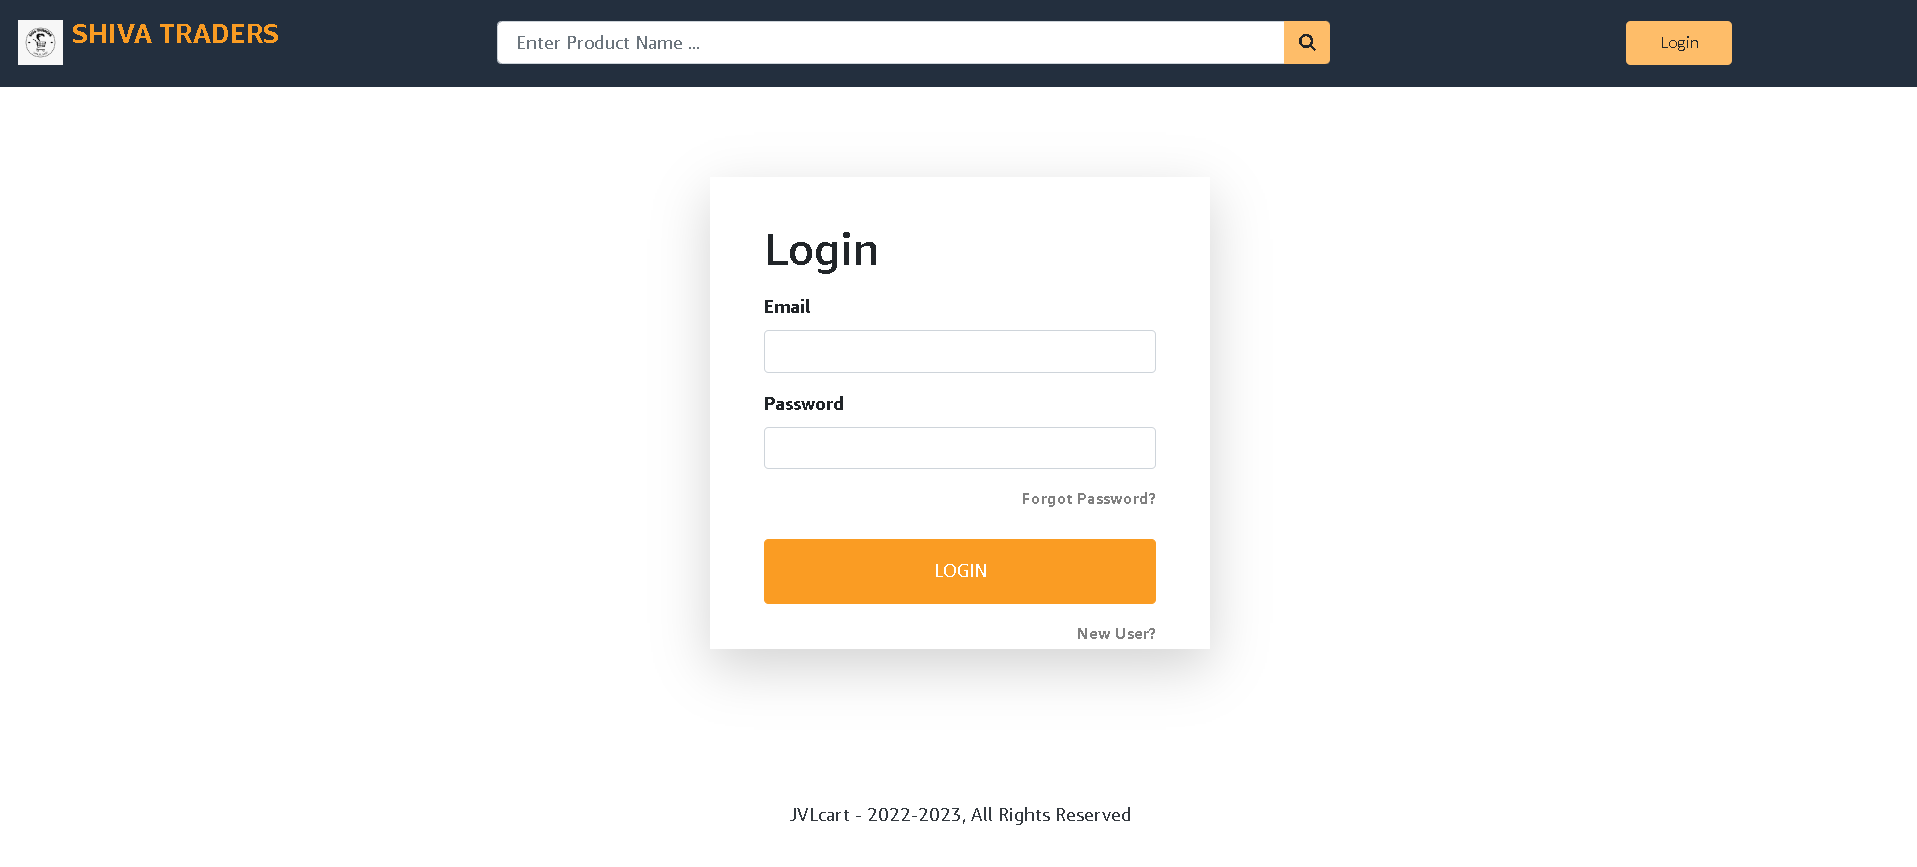 SHIVA TRADERS
Enter Product Name ...
Login
Login
Email
Password
Forgot Password?
LOGIN
New User?
JVLcart - 2022-2023, All Rights Reserved